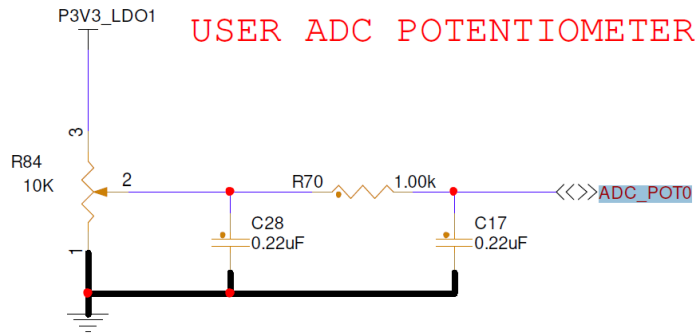 P3V3_LDO1
USER ADC POTENTIOMETER
3
R84
10K
2
R70
1.00k
ADC_POT0
1
C28
0.22uF
C17
0.22uF